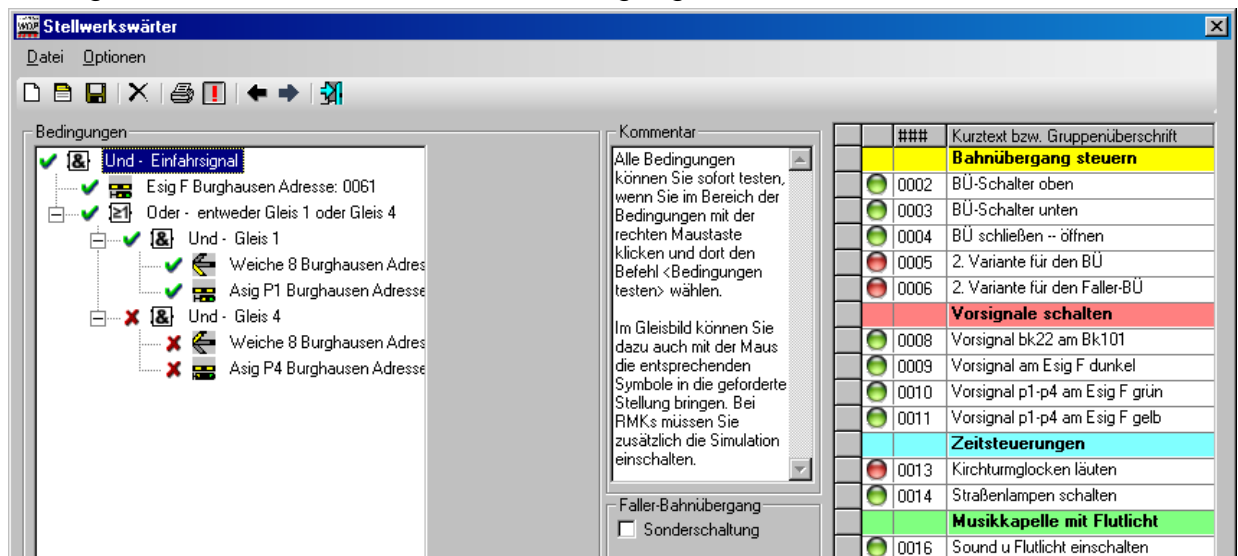 Stellwerkswärter
Datei Optionen
Bedingungen
Und - Einfahrsignal
Esig F Burghausen Adresse: 0061
Oder - entweder Gleis 1 oder Gleis 4
Und - Gleis 1
Weiche 8 Burghausen Adres
Asig P1 Burghausen Adresse
Und - Gleis 4
Weiche 8 Burghausen Adres
Asig P4 Burghausen Adresse
Kommentar
Alle Bedingungen
können Sie sofort testen,
wenn Sie im Bereich der
Bedingungen mit der
rechten Maustaste
klicken und dort den
Befehl <Bedingungen
testen> wählen.
Im Gleisbild können Sie
dazu auch mit der Maus
die entsprechenden
Symbole in die geforderte
Stellung bringen. Bei
RMKs müssen Sie
zusätzlich die Simulation
einschalten.
Faller-Bahnübergang
Sonderschaltung
### Kurztext bzw. Gruppenüberschrift
Bahnübergang steuern
0002 BÜ-Schalter oben
0003 BÜ-Schalter unten
0004 BÜ schließen -- öffnen
0005 2. Variante für den BÜ
0006 2. Variante für den Faller-BÜ
Vorsignale schalten
0008 Vorsignal bk22 am Bk101
0009 Vorsignal am Esig F dunkel
0010 Vorsignal p1-p4 am Esig F grün
0011 Vorsignal p1-p4 am Esig F gelb
Zeitsteuerungen
0013 Kirchturmglocken läuten
0014 Straßenlampen schalten
Musikkapelle mit Flutlicht
0016 Sound u Flutlicht einschalten